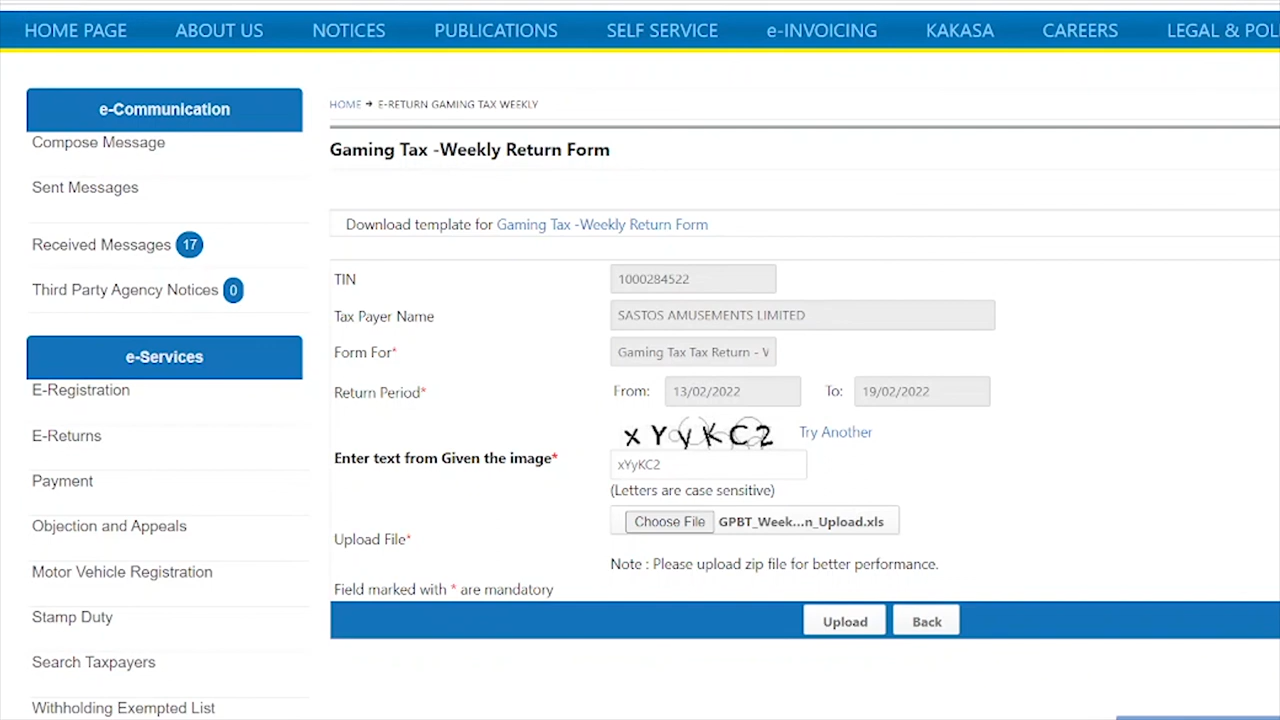 HOME PAGE ABOUT US NOTICES PUBLICATIONS SELF SERVICE e-INVOICING KAKASA CAREERS LEGAL & POLI
e-Communication
Compose Message
Sent Messages
Received Messages 17
Third Party Agency Notices 0
e-Services
E-Registration
E-Returns
Payment
Objection and Appeals
Motor Vehicle Registration
Stamp Duty
Search Taxpayers
Withholding Exempted List
HOME ➔ E-RETURN GAMING TAX WEEKLY
Gaming Tax -Weekly Return Form
Download template for Gaming Tax -Weekly Return Form
TIN 1000284522
Tax Payer Name SASTOS AMUSEMENTS LIMITED
Form For* Gaming Tax Tax Return - W
Return Period* From: 13/02/2022 To: 19/02/2022
xYyKC2 Try Another
Enter text from Given the image* xYyKC2
(Letters are case sensitive)
Choose File GPBT_Week...n_Upload.xls
Upload File*
Note : Please upload zip file for better performance.
Field marked with * are mandatory
Upload Back